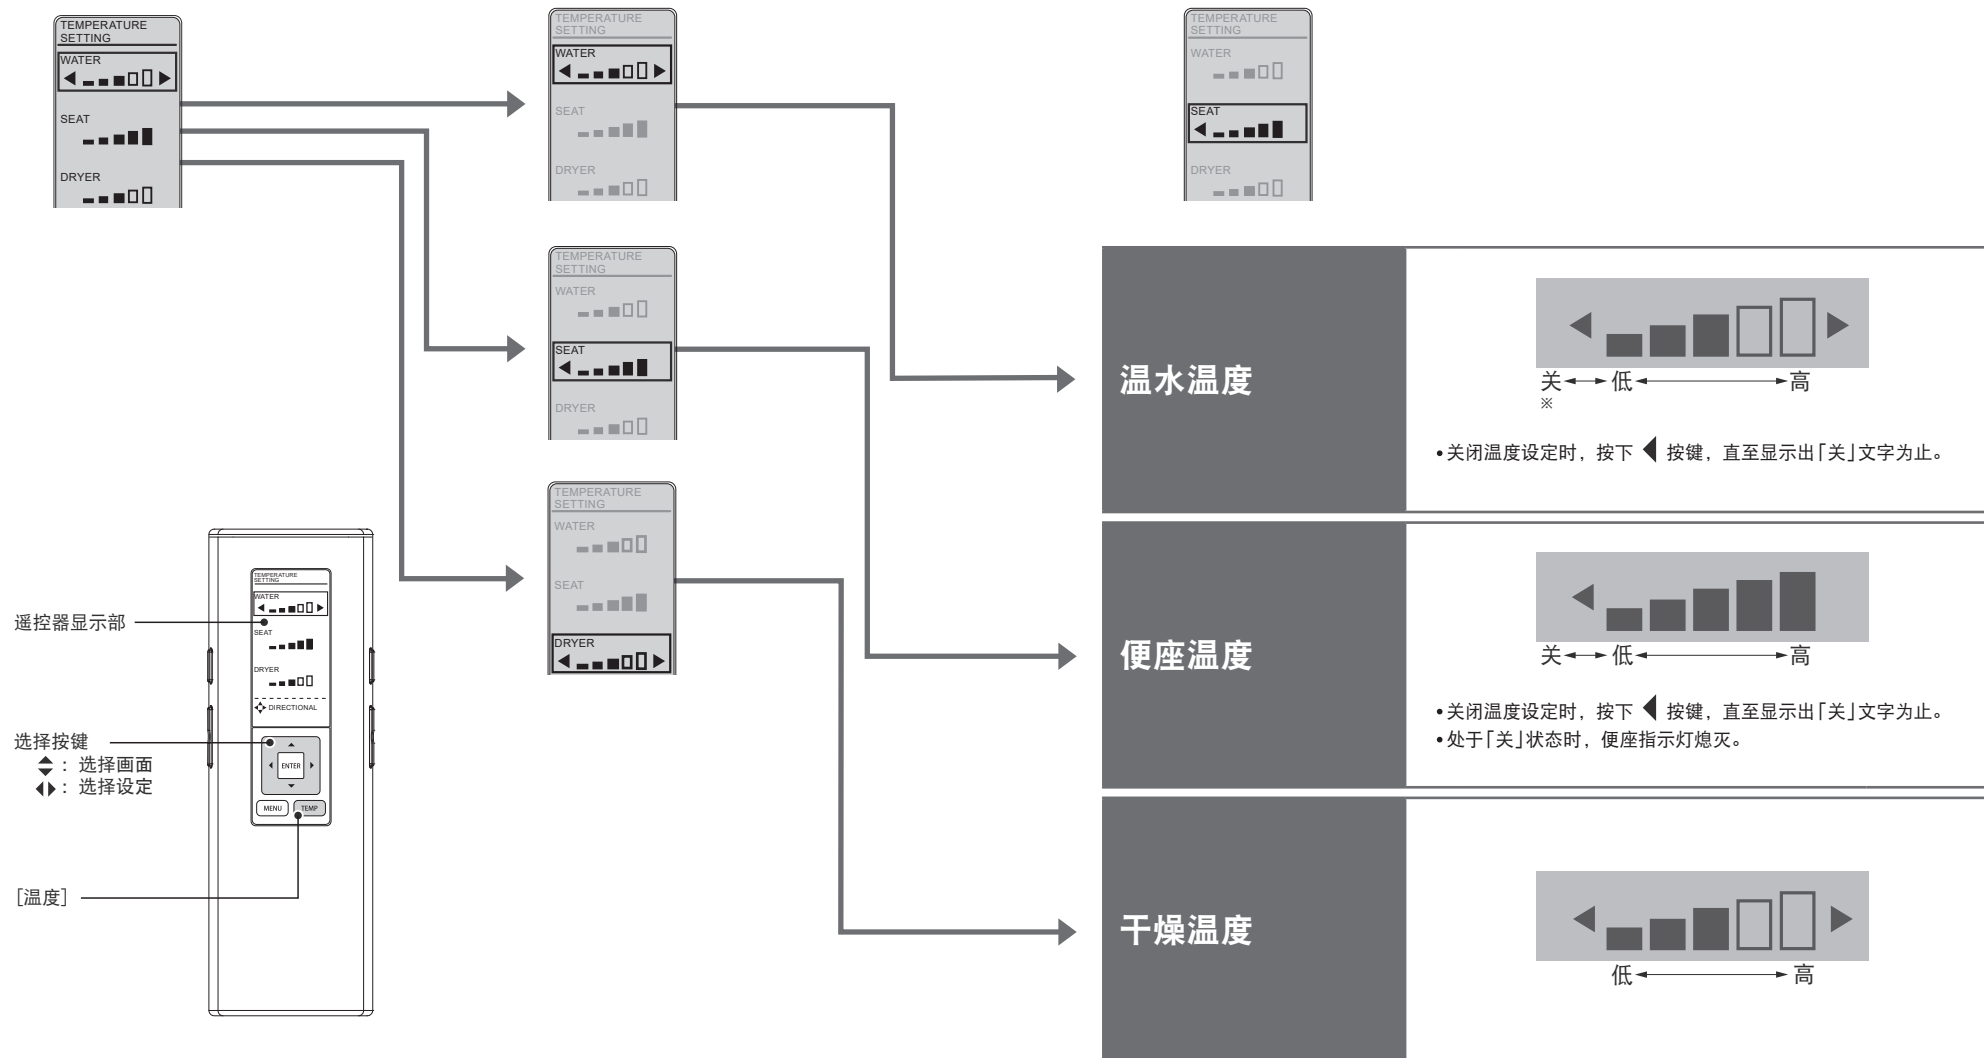 TEMPERATURE
SETTING
WATER
SEAT
DRYER
TEMPERATURE
SETTING
WATER
SEAT
DRYER
TEMPERATURE
SETTING
WATER
SEAT
DRYER
TEMPERATURE
SETTING
WATER
SEAT
DRYER
TEMPERATURE
SETTING
WATER
SEAT
DRYER
遥控器显示部
选择按键
：选择画面
：选择设定
[温度]
TEMPERATURE
SETTING
WATER
SEAT
DRYER
DIRECTIONAL
ENTER
MENU TEMP
温水温度
关 低 高
※
•关闭温度设定时，按下 ◀ 按键，直至显示出「关」文字为止。
便座温度
关 低 高
•关闭温度设定时，按下 ◀ 按键，直至显示出「关」文字为止。
•处于「关」状态时，便座指示灯熄灭。
干燥温度
低 高